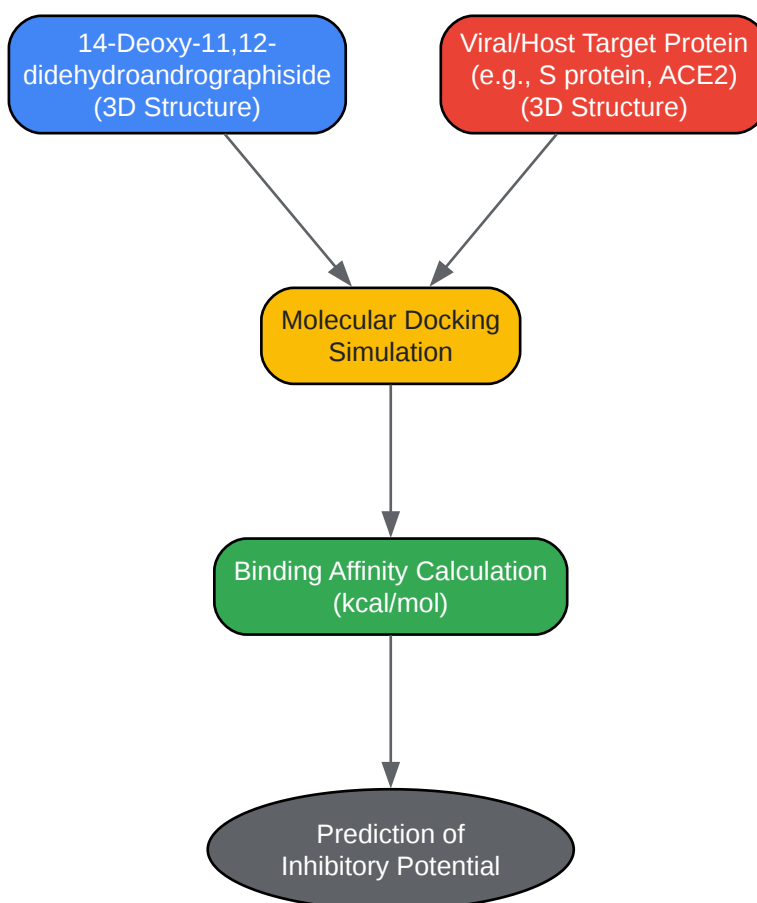 14-Deoxy-11,12-
didehydroandrographiside
(3D Structure)
Viral/Host Target Protein
(e.g., S protein, ACE2)
(3D Structure)
Molecular Docking
Simulation
Binding Affinity Calculation
(kcal/mol)
Prediction of
Inhibitory Potential